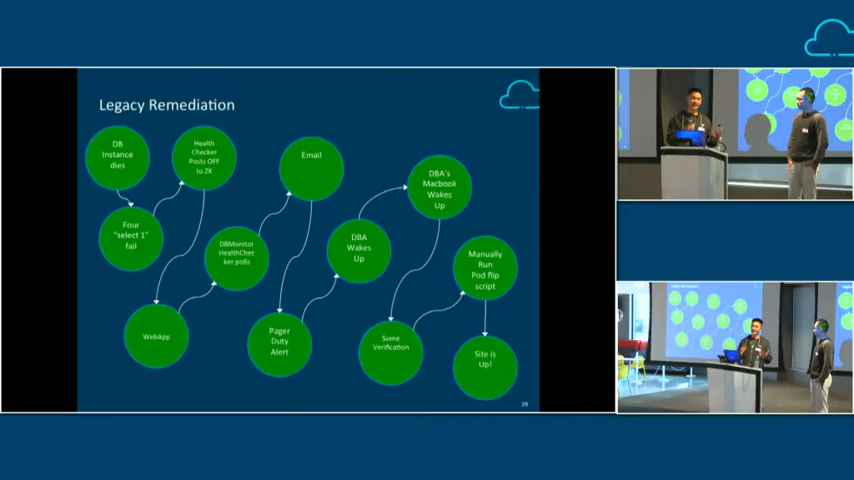 Legacy Remediation
DB
Instance
dies
Four
"select 1"
fail
Health
Checker
Posts OFF
to ZK
WebApp
DBMonitor
HealthChec
ker polls
Email
Pager
Duty
Alert
DBA
Wakes
Up
DBA's
Macbook
Wakes
Up
Some
Verification
Manually
Run
Pod flip
script
Site is
Up!
28